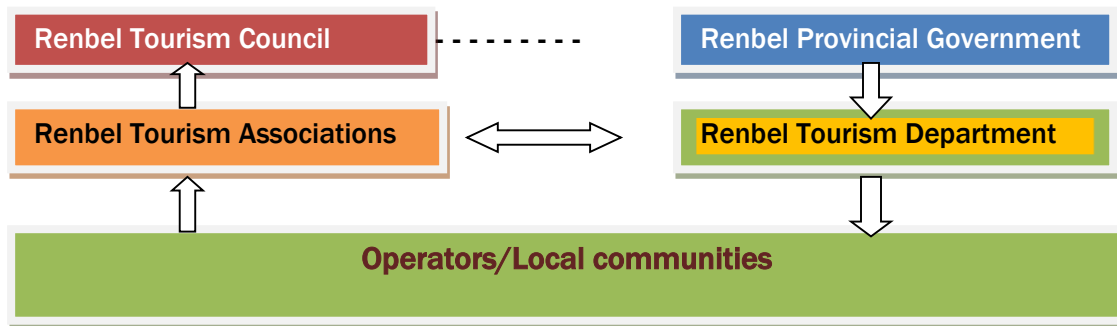 Renbel Tourism Council
Renbel Provincial Government
Renbel Tourism Associations
Renbel Tourism Department
Operators/Local communities